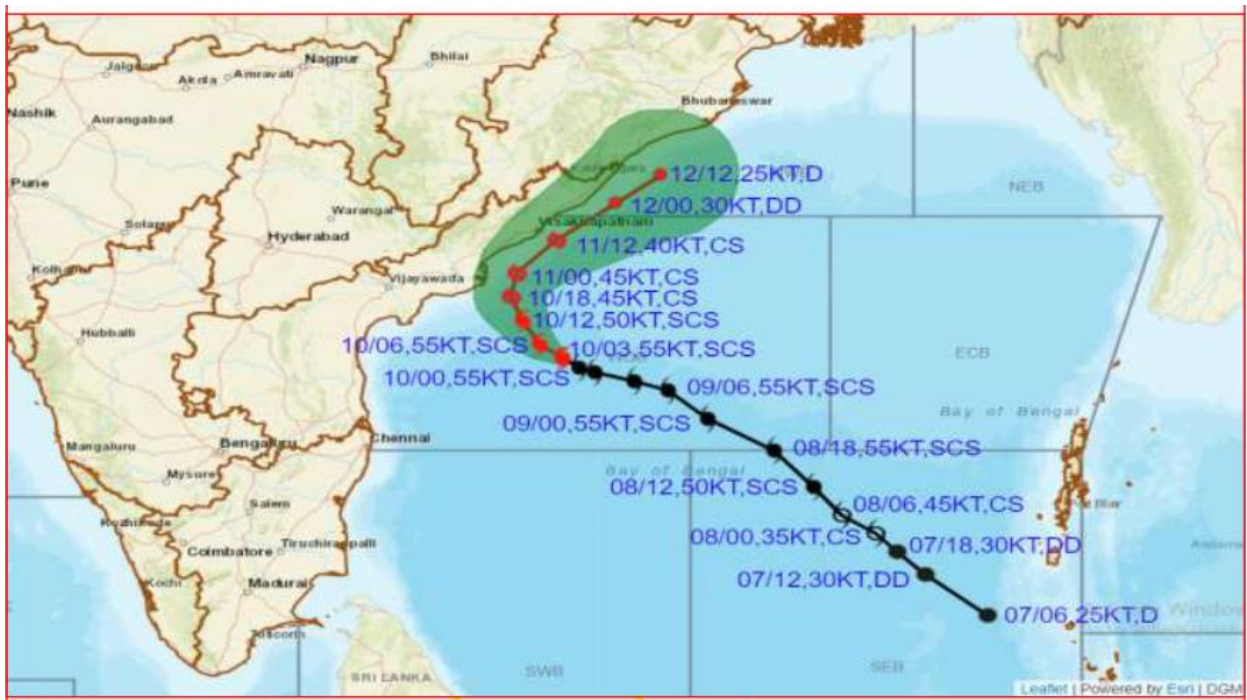 Nagpur
Bhilai
Jalgaon
Akola
Amravati
Bhubaneswar
Nashik
Aurangabad
12/12,25KT,D
Pune
NEB
12/00,30KT,DD
Warangal
Visakhapatnam
Solapur
Hyderabad
11/12,40KT,CS
Kolhapur
Vijayawada
11/00,45KT,CS
10/18,45KT,CS
Hubballi
10/12,50KT,SCS
10/06,55KT,SCS
10/03,55KT,SCS
ECB
10/00,55KT,SCS
09/06,55KT,SCS
Bay of Bengal
09/00,55KT,SCS
Mangaluru
Bengaluru
Chennai
08/18,55KT,SCS
Bay of Bengal
Mysuru
08/12,50KT,SCS
08/06,45KT,CS
Salem
Kozhikode
08/00,35KT,CS
Coimbatore
Tiruchirappalli
07/18,30KT,DD
07/12,30KT,DD
Kochi
Madurai
07/06,25KT,D
Window
SRI LANKA
SWB
SEB
Leaflet | Powered by Esri | DGM